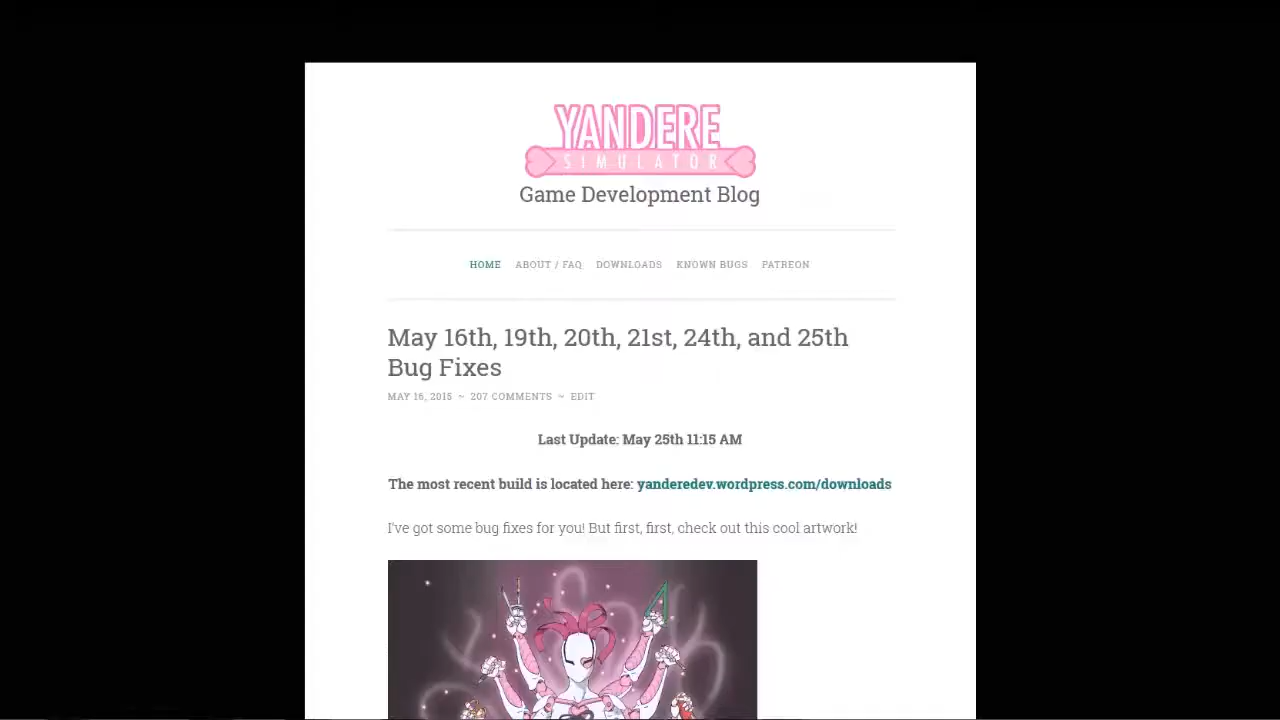 YANDERE
SIMULATOR
Game Development Blog
HOME ABOUT / FAQ DOWNLOADS KNOWN BUGS PATREON
May 16th, 19th, 20th, 21st, 24th, and 25th
Bug Fixes
MAY 16, 2015 ~ 207 COMMENTS ~ EDIT
Last Update: May 25th 11:15 AM
The most recent build is located here: yanderedev.wordpress.com/downloads
I've got some bug fixes for you! But first, first, check out this cool artwork!